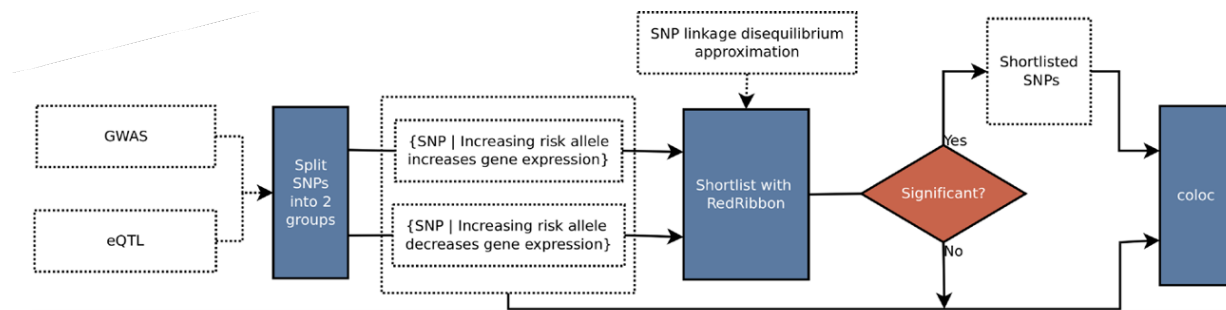 GWAS
eQTL
Split
SNPs
into 2
groups
{SNP | Increasing risk allele
increases gene expression}
{SNP | Increasing risk allele
decreases gene expression}
SNP linkage disequilibrium
approximation
Shortlist with
RedRibbon
Significant?
Yes
No
Shortlisted
SNPs
coloc